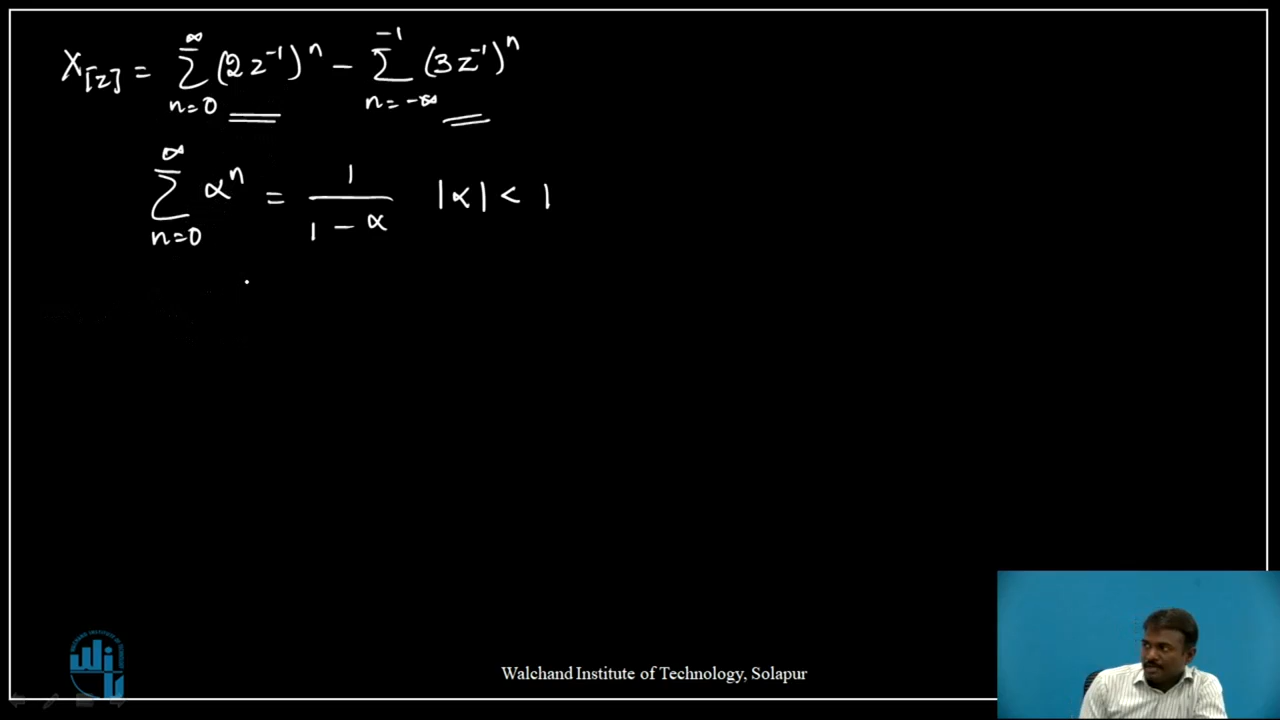 X[z] = ∑_{n=0}^{∞} (2z⁻¹)ⁿ − ∑_{n=−∞}^{−1} (3z⁻¹)ⁿ
∑_{n=0}^{∞} αⁿ = 1/(1 − α) |α| < 1
Walchand Institute of Technology, Solapur